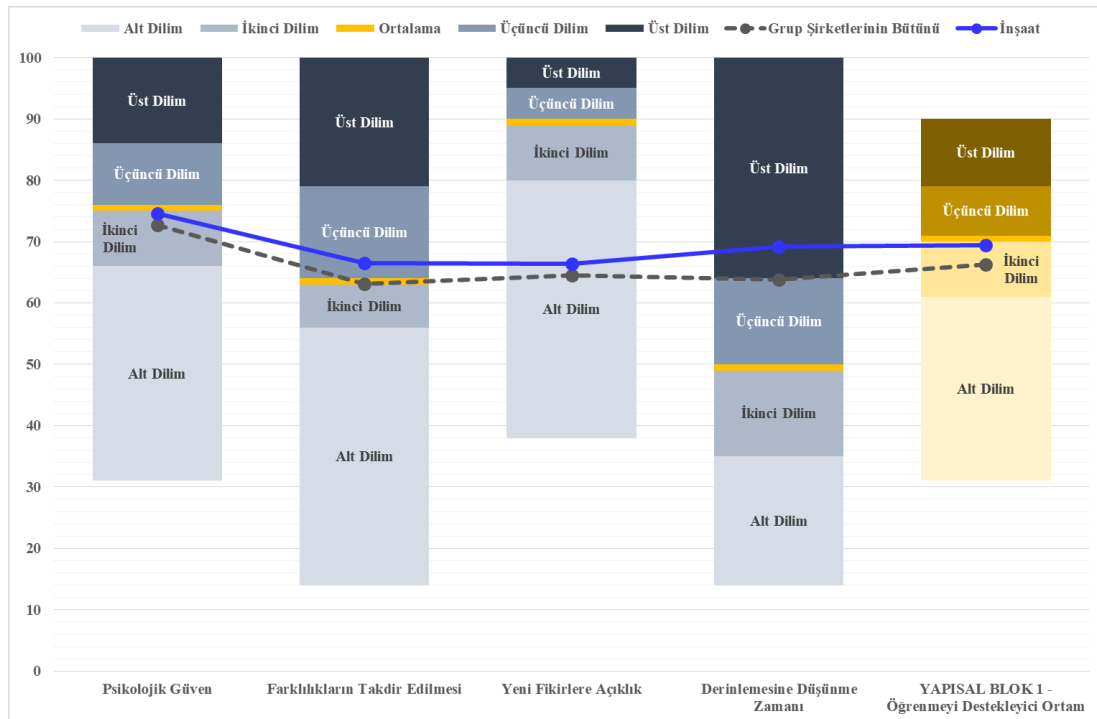 Alt Dilim İkinci Dilim Ortalama Üçüncü Dilim Üst Dilim Grup Şirketlerinin Bütünü İnşaat
100
90
80
70
60
50
40
30
20
10
0
Üst Dilim
Üçüncü Dilim
İkinci
Dilim
Alt Dilim
Üst Dilim
Üçüncü Dilim
İkinci Dilim
Alt Dilim
Üst Dilim
Üçüncü Dilim
İkinci Dilim
Alt Dilim
Üst Dilim
Üçüncü Dilim
İkinci Dilim
Alt Dilim
Üst Dilim
Üçüncü Dilim
İkinci
Dilim
Alt Dilim
Psikolojik Güven
Farklılıkların Takdir Edilmesi
Yeni Fikirlere Açıklık
Derinlemesine Düşünme
Zamanı
YAPISAL BLOK 1 -
Öğrenmeyi Destekleyici Ortam